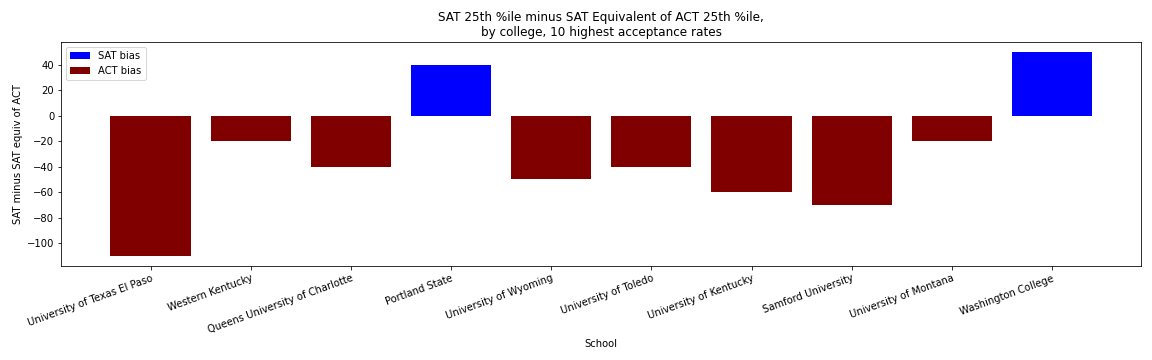 SAT 25th %ile minus SAT Equivalent of ACT 25th %ile,
by college, 10 highest acceptance rates
SAT bias
ACT bias
SAT minus SAT equiv of ACT
40
20
0
−20
−40
−60
−80
−100
University of Texas El Paso
Western Kentucky
Queens University of Charlotte
Portland State
University of Wyoming
University of Toledo
University of Kentucky
Samford University
University of Montana
Washington College
School